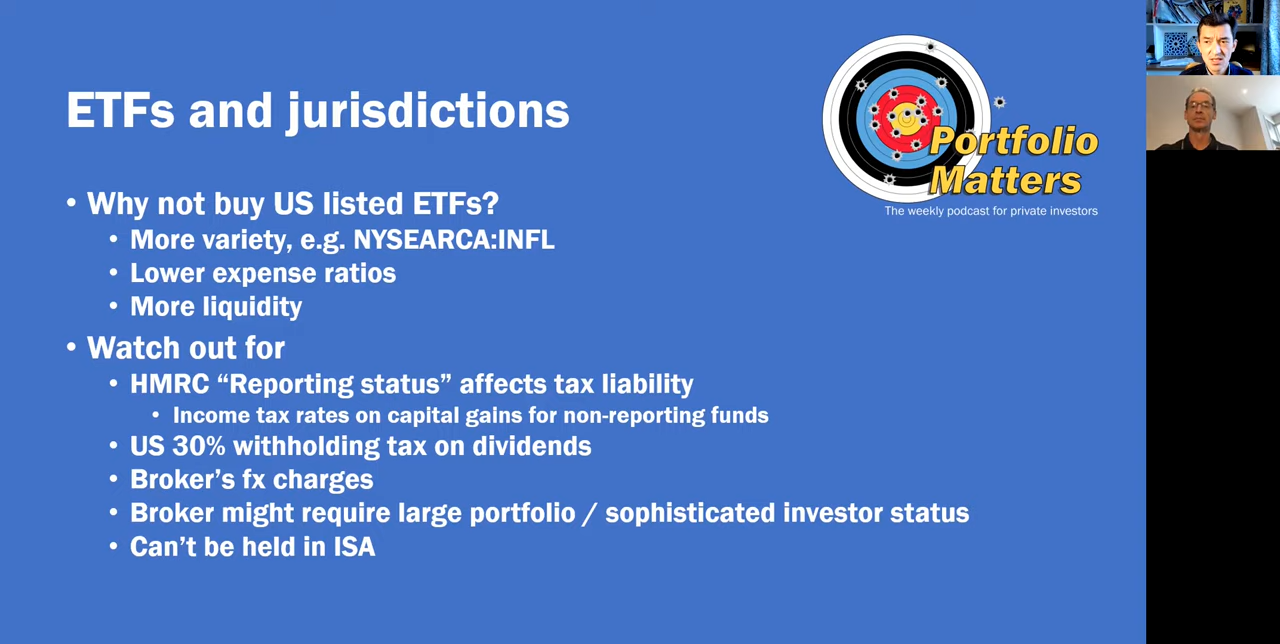 ETFs and jurisdictions
Portfolio
Matters
The weekly podcast for private investors
• Why not buy US listed ETFs?
• More variety, e.g. NYSEARCA:INFL
• Lower expense ratios
• More liquidity
• Watch out for
• HMRC “Reporting status” affects tax liability
• Income tax rates on capital gains for non-reporting funds
• US 30% withholding tax on dividends
• Broker’s fx charges
• Broker might require large portfolio / sophisticated investor status
• Can’t be held in ISA